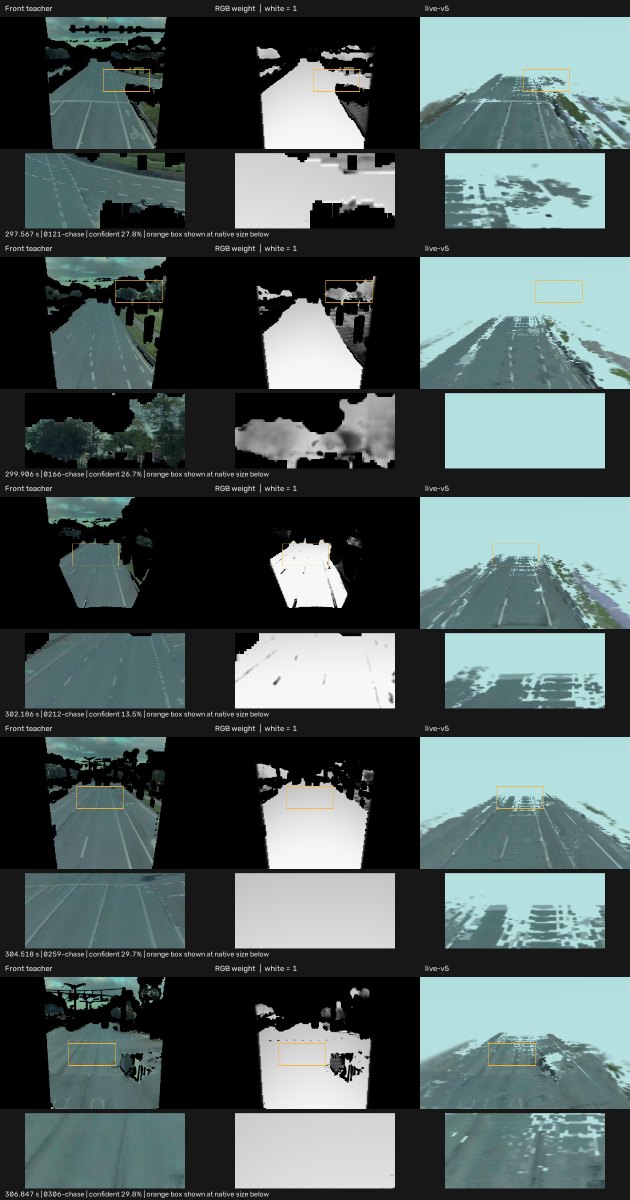 Front teacher RGB weight | white = 1 live-v5
297.567 s | 0121-chase | confident 27.8% | orange box shown at native size below
Front teacher RGB weight | white = 1 live-v5
299.906 s | 0166-chase | confident 26.7% | orange box shown at native size below
Front teacher RGB weight | white = 1 live-v5
302.186 s | 0212-chase | confident 13.5% | orange box shown at native size below
Front teacher RGB weight | white = 1 live-v5
304.518 s | 0259-chase | confident 29.7% | orange box shown at native size below
Front teacher RGB weight | white = 1 live-v5
306.847 s | 0306-chase | confident 29.8% | orange box shown at native size below